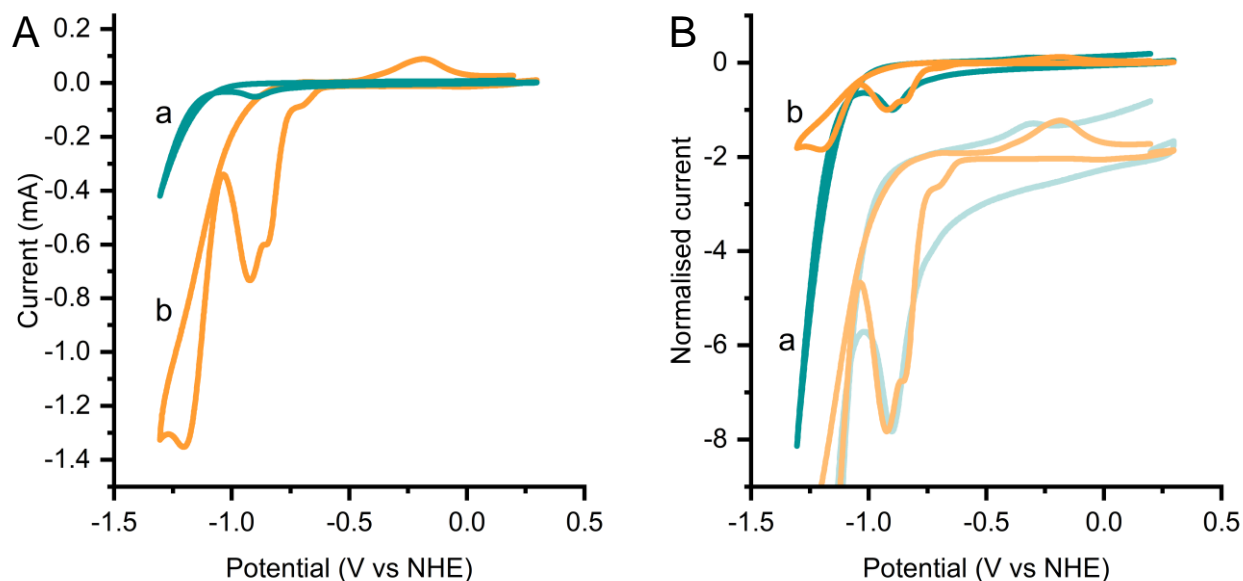 A
0.2
0.0
-0.2
-0.4
-0.6
-0.8
-1.0
-1.2
-1.4
Current (mA)
a
b
-1.5
-1.0
-0.5
0.0
0.5
Potential (V vs NHE)
B
0
-2
-4
-6
-8
Normalised current
b
a
-1.5
-1.0
-0.5
0.0
0.5
Potential (V vs NHE)